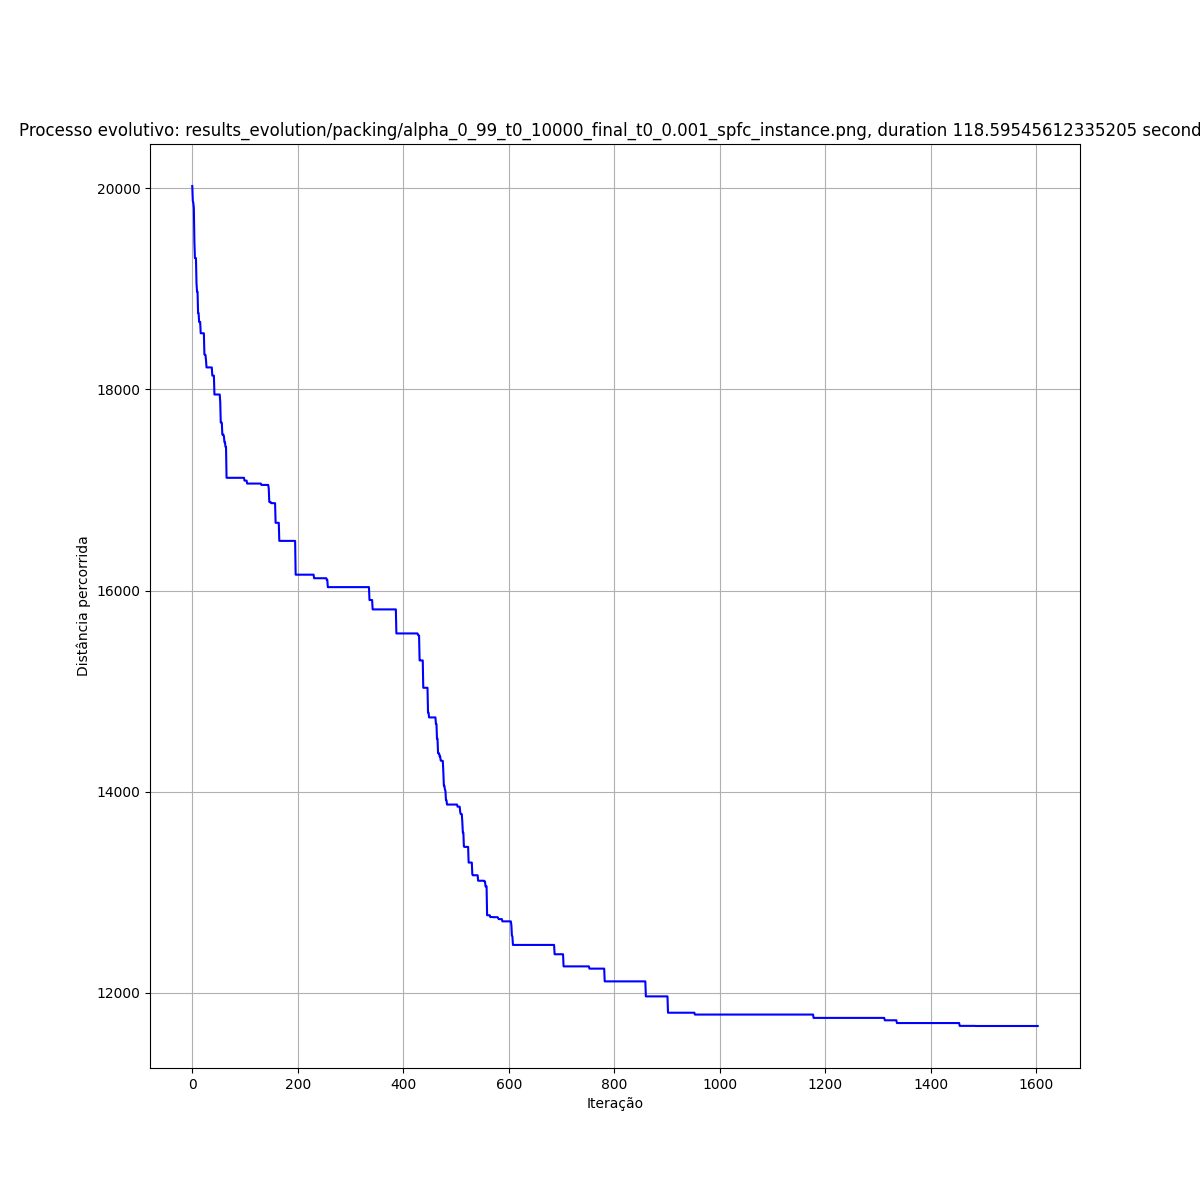 Processo evolutivo: results_evolution/packing/alpha_0_99_t0_10000_final_t0_0.001_spfc_instance.png, duration 118.59545612335205 second
20000
18000
16000
14000
12000
Distância percorrida
0 200 400 600 800 1000 1200 1400 1600
Iteração